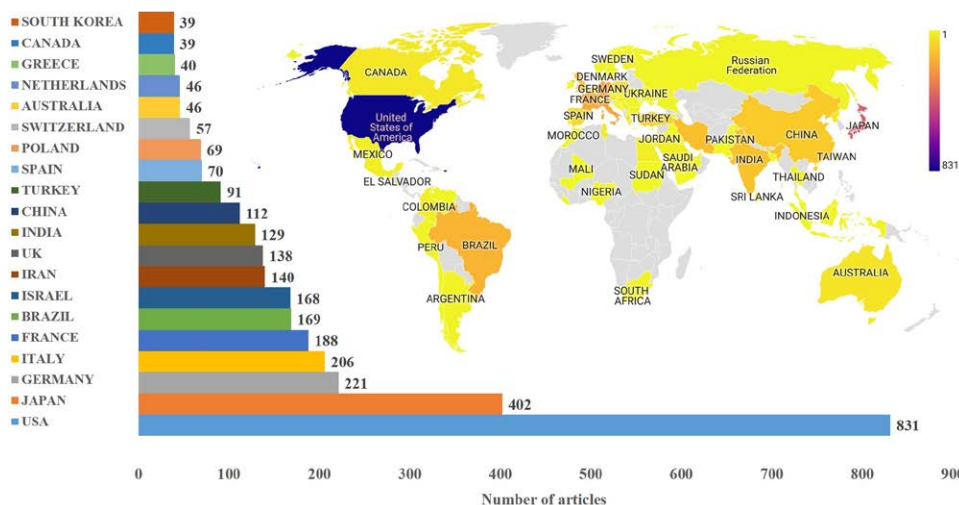 SOUTH KOREA 39
CANADA 39
GREECE 40
NETHERLANDS 46
AUSTRALIA 46
SWITZERLAND 57
POLAND 69
SPAIN 70
TURKEY 91
CHINA 112
INDIA 129
UK 138
IRAN 140
ISRAEL 168
BRAZIL 169
FRANCE 188
ITALY 206
GERMANY 221
JAPAN 402
USA 831
0 100 200 300 400 500 600 700 800 900
Number of articles
CANADA
United
States of
America
MEXICO
EL SALVADOR
COLOMBIA
PERU
BRAZIL
ARGENTINA
SWEDEN
Russian
Federation
DENMARK
GERMANY
UKRAINE
FRANCE
SPAIN
TURKEY
MOROCCO
JORDAN
PAKISTAN
CHINA
JAPAN
MALI
SUDAN
SAUDI
ARABIA
INDIA
TAIWAN
THAILAND
NIGERIA
SRI LANKA
INDONESIA
SOUTH
AFRICA
AUSTRALIA
1
831